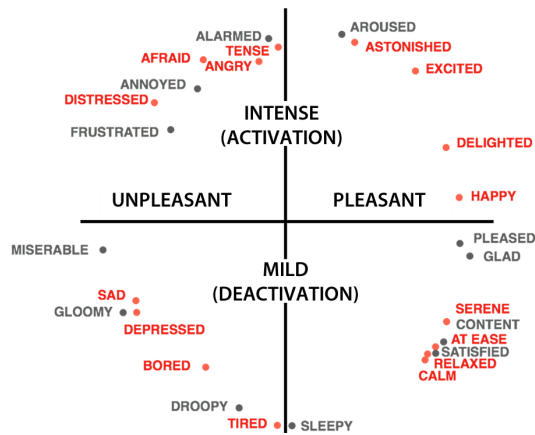 ALARMED
AROUSED
TENSE
ASTONISHED
AFRAID
ANGRY
EXCITED
ANNOYED
DISTRESSED
INTENSE
(ACTIVATION)
FRUSTRATED
DELIGHTED
UNPLEASANT
PLEASANT
HAPPY
PLEASED
MISERABLE
GLAD
MILD
(DEACTIVATION)
SAD
SERENE
GLOOMY
CONTENT
DEPRESSED
AT EASE
SATISFIED
BORED
RELAXED
CALM
DROOPY
TIRED
SLEEPY